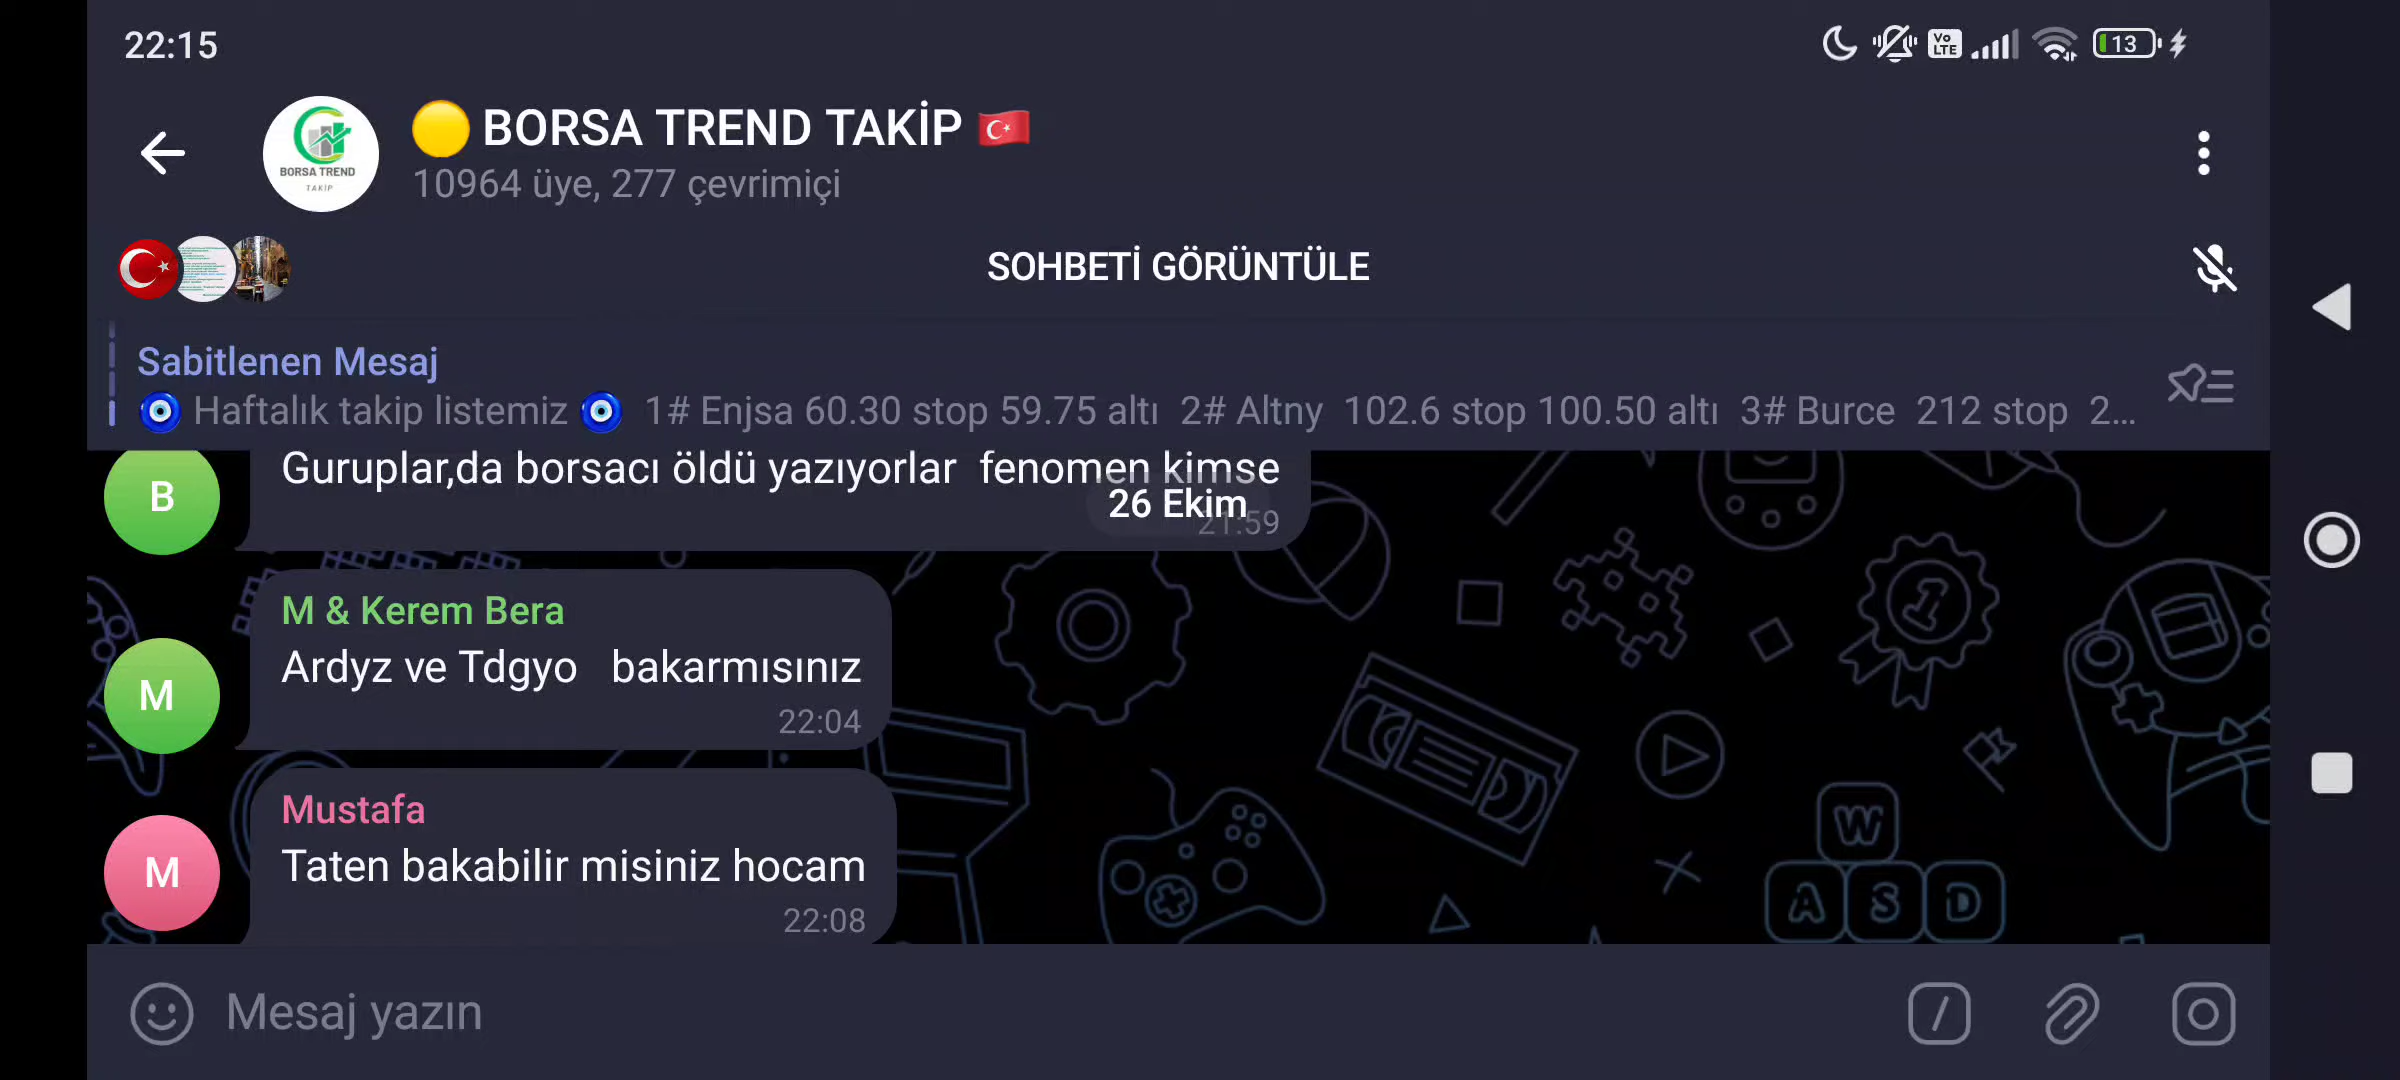 22:15
Vo LTE
13
BORSA TREND TAKİP
BORSA TREND
TAKİP
10964 üye, 277 çevrimiçi
SOHBETİ GÖRÜNTÜLE
Sabitlenen Mesaj
Haftalık takip listemiz 1# Enjsa 60.30 stop 59.75 altı 2# Altny 102.6 stop 100.50 altı 3# Burce 212 stop 2...
B
Guruplar,da borsacı öldü yazıyorlar fenomen kimse
26 Ekim
21:59
M & Kerem Bera
M
Ardyz ve Tdgyo bakarmısınız
22:04
Mustafa
M
Taten bakabilir misiniz hocam
22:08
1
W
A S D
Mesaj yazın